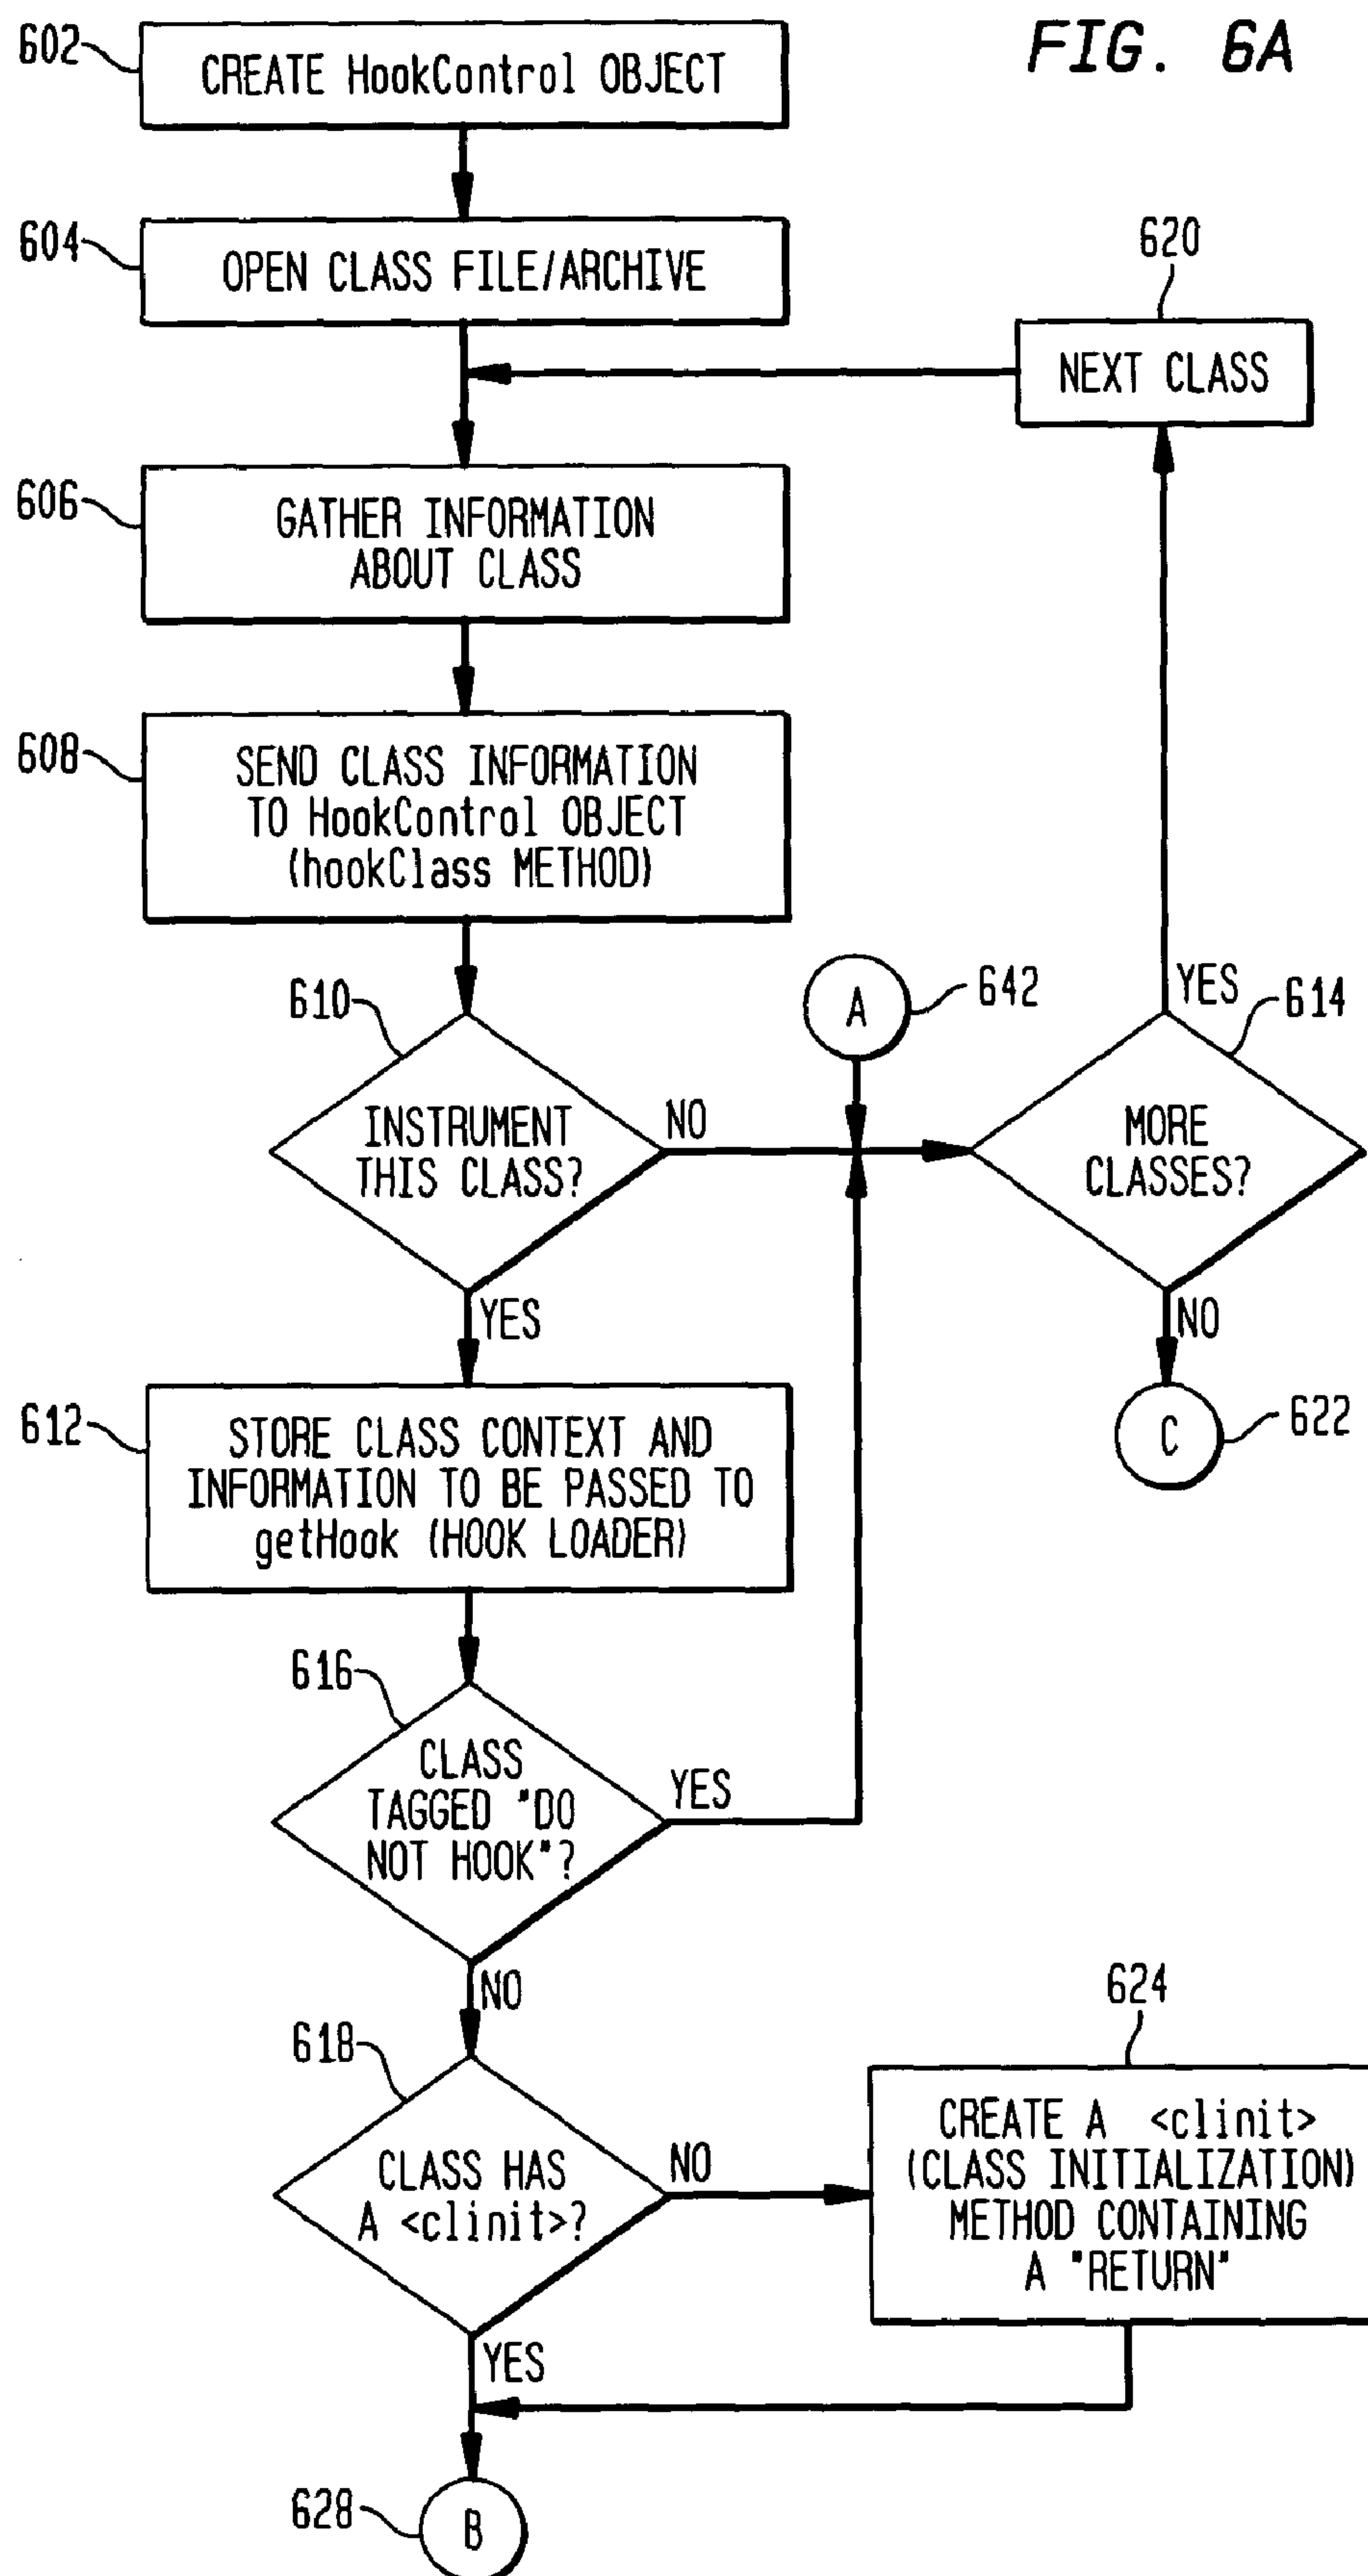 FIG. 6A
602
CREATE HookControl OBJECT
604
OPEN CLASS FILE/ARCHIVE
620
NEXT CLASS
606
GATHER INFORMATION
ABOUT CLASS
608
SEND CLASS INFORMATION
TO HookControl OBJECT
(hookClass METHOD)
610
INSTRUMENT
THIS CLASS?
NO
YES
A
642
YES
614
MORE
CLASSES?
NO
C
622
612
STORE CLASS CONTEXT AND
INFORMATION TO BE PASSED TO
getHook (HOOK LOADER)
616
CLASS
TAGGED "DO
NOT HOOK"?
YES
NO
618
CLASS HAS
A <clinit>?
NO
YES
624
CREATE A <clinit>
(CLASS INITIALIZATION)
METHOD CONTAINING
A "RETURN"
628
B